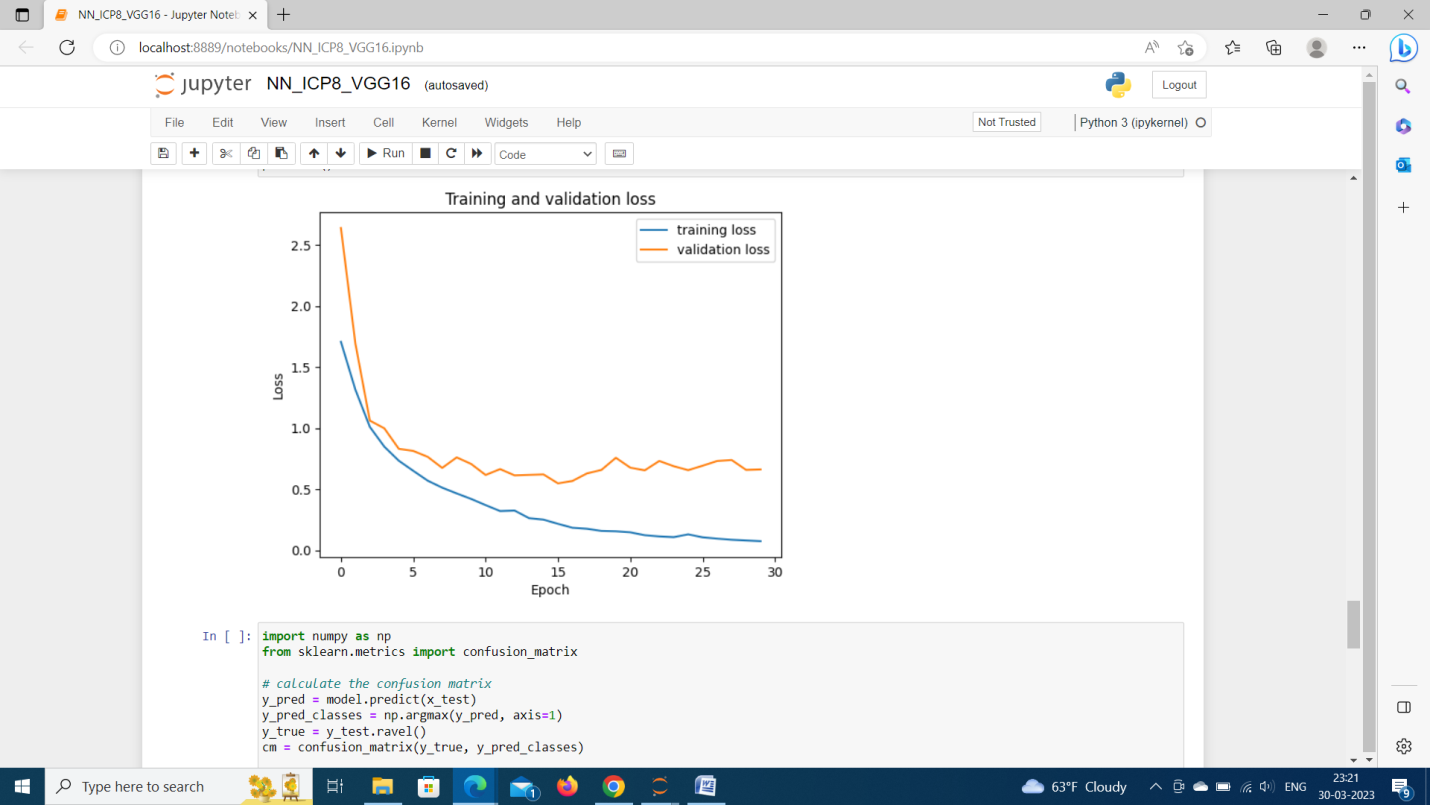 NN_ICP8_VGG16 - Jupyter Noteb
localhost:8889/notebooks/NN_ICP8_VGG16.ipynb
jupyter NN_ICP8_VGG16 (autosaved)
Logout
File Edit View Insert Cell Kernel Widgets Help
Not Trusted
Python 3 (ipykernel)
Run
Code
Training and validation loss
training loss
validation loss
2.5
2.0
1.5
1.0
0.5
0.0
Loss
0 5 10 15 20 25 30
Epoch
In [ ]:
import numpy as np
from sklearn.metrics import confusion_matrix
# calculate the confusion matrix
y_pred = model.predict(x_test)
y_pred_classes = np.argmax(y_pred, axis=1)
y_true = y_test.ravel()
cm = confusion_matrix(y_true, y_pred_classes)
Type here to search
1
63°F Cloudy
ENG
23:21
30-03-2023
9